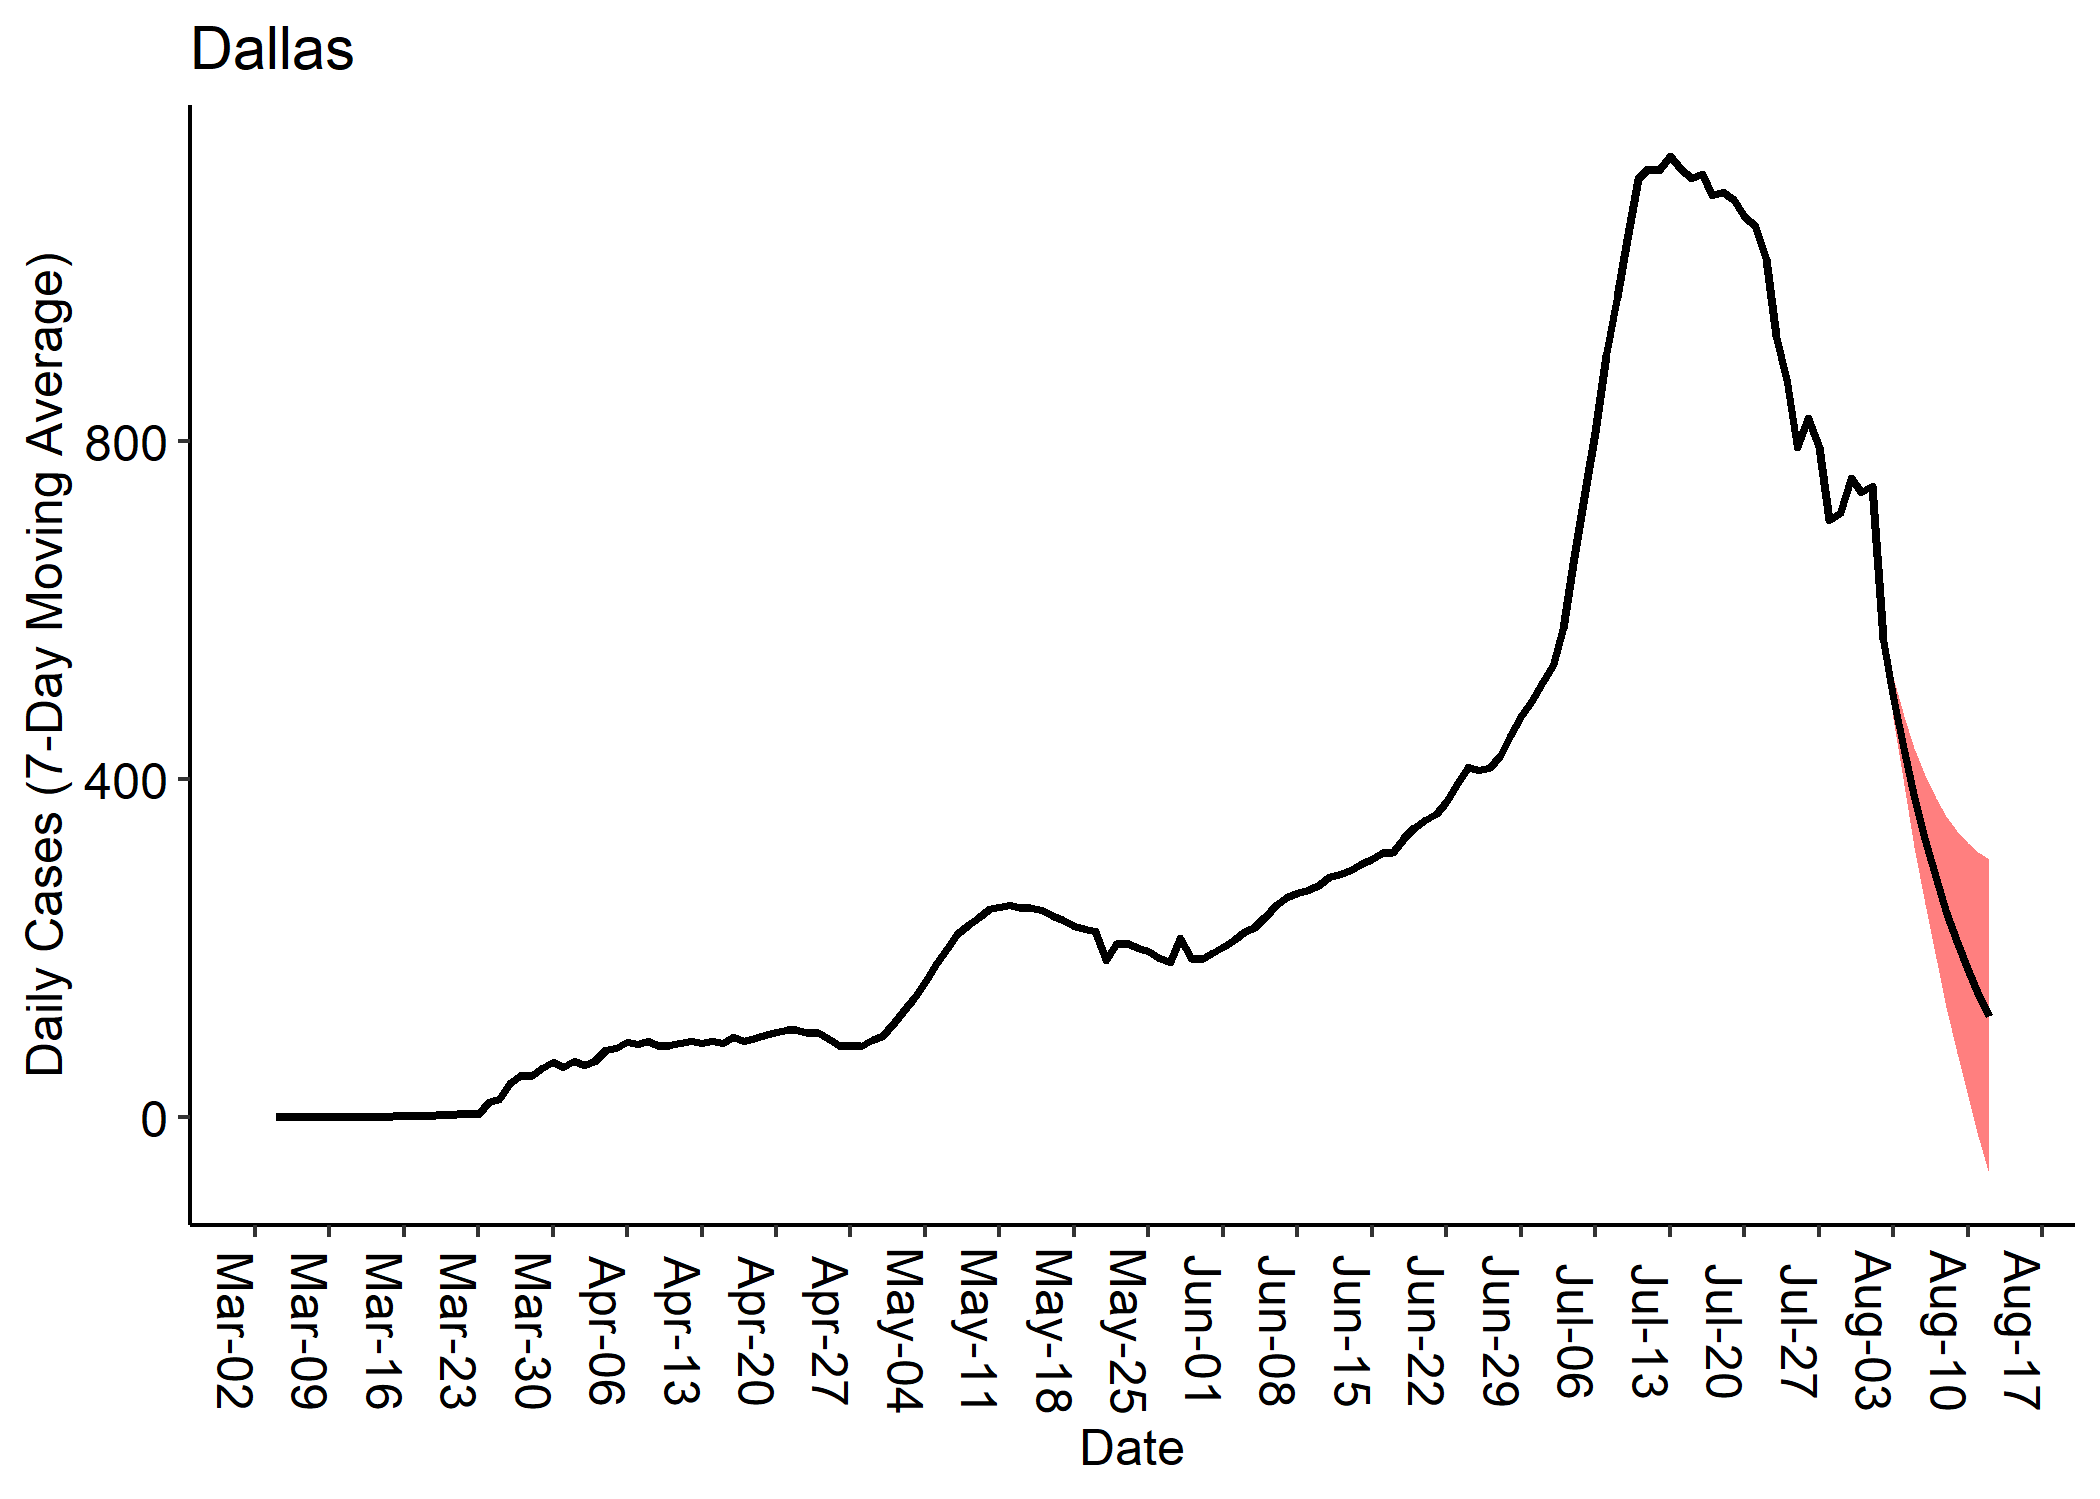 Dallas
Daily Cases (7-Day Moving Average)
800
400
0
Mar-02
Mar-09
Mar-16
Mar-23
Mar-30
Apr-06
Apr-13
Apr-20
Apr-27
May-04
May-11
May-18
May-25
Jun-01
Jun-08
Jun-15
Jun-22
Jun-29
Jul-06
Jul-13
Jul-20
Jul-27
Aug-03
Aug-10
Aug-17
Date